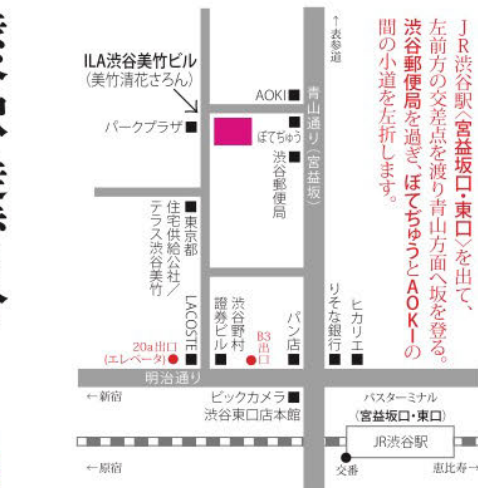 JR渋谷駅〈宮益坂口・東口〉を出て、
左前方の交差点を渡り青山方面へ坂を登る。
渋谷郵便局を過ぎ、ぼてぢゅうとAOKIの
間の小道を左折します。
↑表参道
青山通り(宮益坂)
ILA渋谷美竹ビル
(美竹清花さろん)
AOKI
パークプラザ
ぼてぢゅう
渋谷郵便局
東京都
住宅供給公社/
テラス渋谷美竹
LACOSTE
渋谷野村
證券ビル
B3
出口
パン店
りそな銀行
ヒカリエ
20a出口
(エレベータ)
明治通り
←新宿
ビックカメラ
渋谷東口店本館
バスターミナル
(宮益坂口・東口)
JR渋谷駅
←原宿
交番
恵比寿→